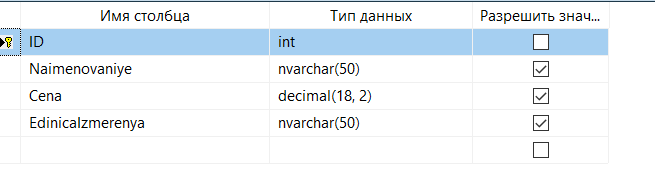 Имя столбца Тип данных Разрешить знач...
ID int
Naimenovaniye nvarchar(50)
Cena decimal(18, 2)
EdinicaIzmerenya nvarchar(50)